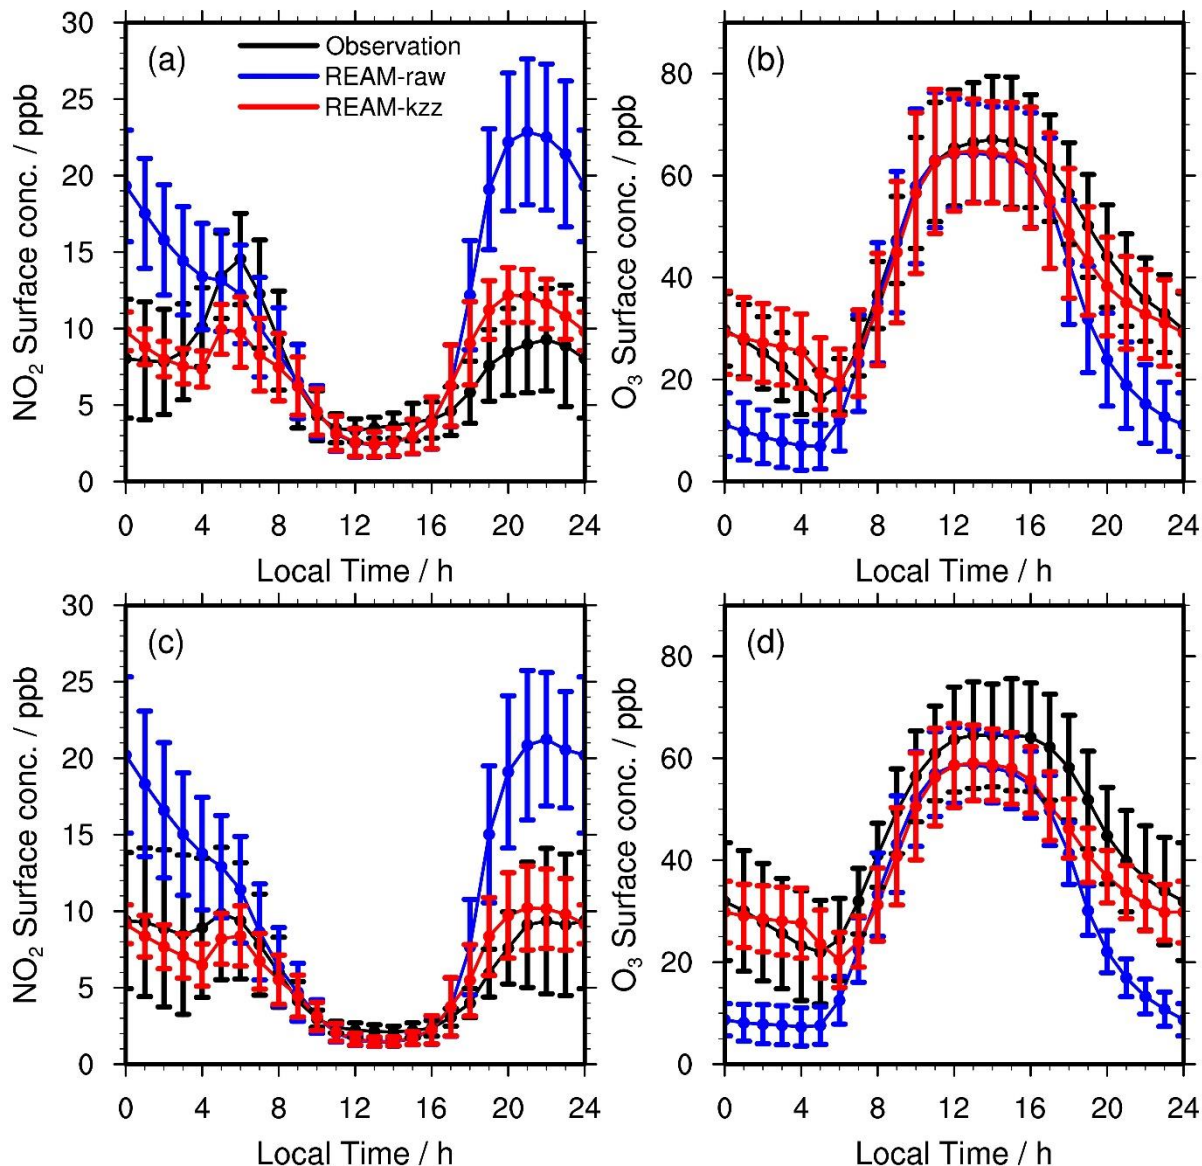 (a)
Observation
REAM-raw
REAM-kzz
NO₂ Surface conc. / ppb
30
25
20
15
10
5
0
0 4 8 12 16 20 24
Local Time / h
(b)
O₃ Surface conc. / ppb
80
60
40
20
0
0 4 8 12 16 20 24
Local Time / h
(c)
NO₂ Surface conc. / ppb
30
25
20
15
10
5
0
0 4 8 12 16 20 24
Local Time / h
(d)
O₃ Surface conc. / ppb
80
60
40
20
0
0 4 8 12 16 20 24
Local Time / h